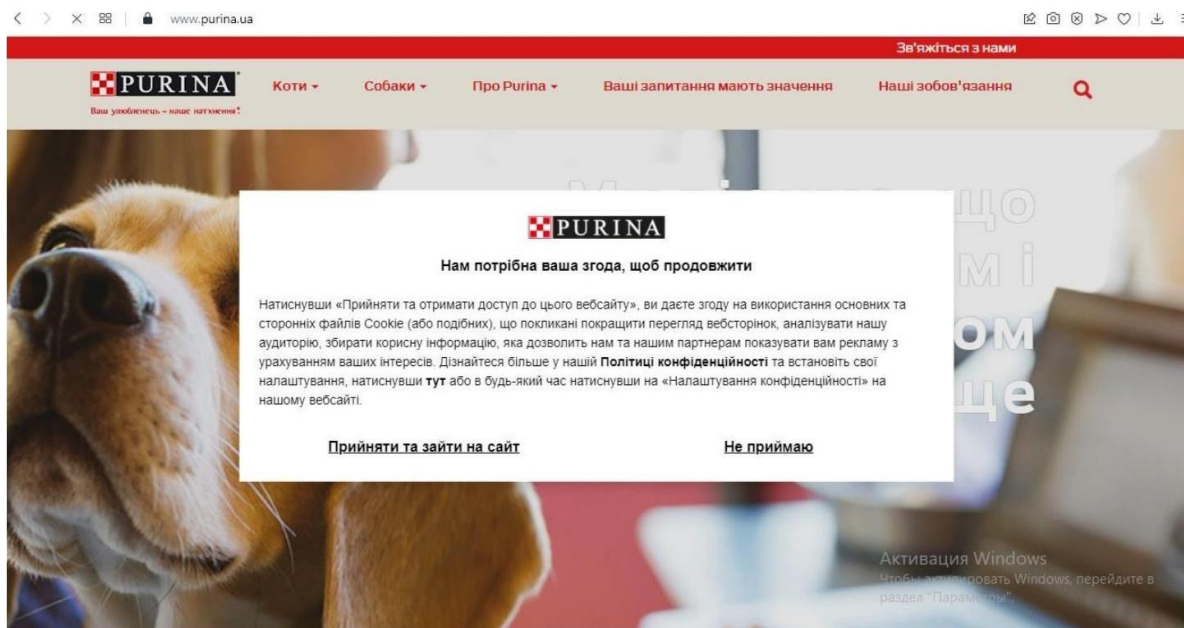 www.purina.ua
Зв'яжіться з нами
PURINA
Ваш улюбленець – наше натхнення
Коти Собаки Про Purina Ваші запитання мають значення Наші зобов'язання
що
м і
ом
ще
PURINA
Нам потрібна ваша згода, щоб продовжити
Натиснувши «Прийняти та отримати доступ до цього вебсайту», ви даєте згоду на використання основних та
сторонніх файлів Cookie (або подібних), що покликані покращити перегляд вебсторінок, аналізувати нашу
аудиторію, збирати корисну інформацію, яка дозволить нам та нашим партнерам показувати вам рекламу з
урахуванням ваших інтересів. Дізнайтеся більше у нашій Політиці конфіденційності та встановіть свої
налаштування, натиснувши тут або в будь-який час натиснувши на «Налаштування конфіденційності» на
нашому вебсайті.
Прийняти та зайти на сайт Не приймаю
Активация Windows
Чтобы активировать Windows, перейдите в
раздел "Параметры".